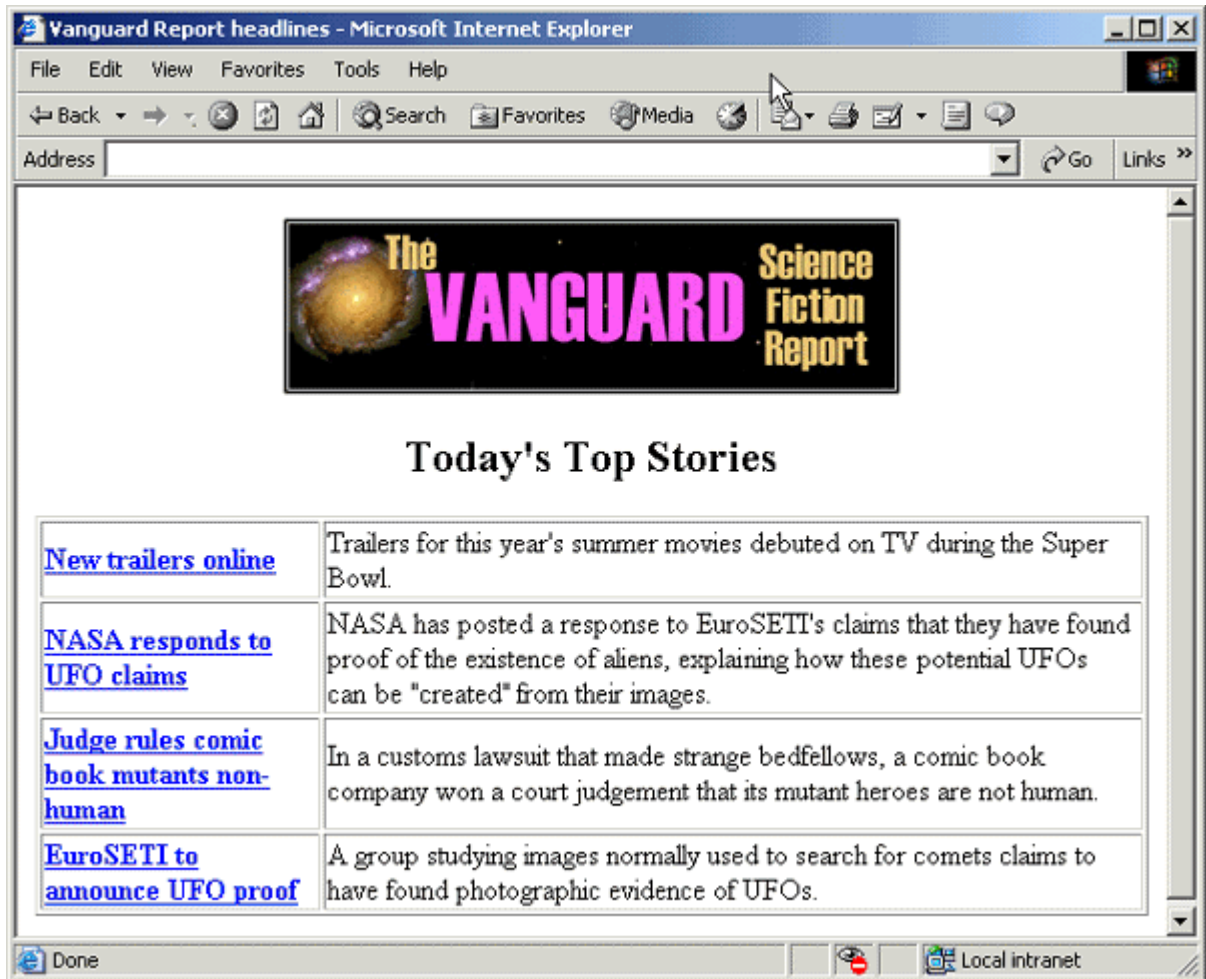 Vanguard Report headlines - Microsoft Internet Explorer
File Edit View Favorites Tools Help
Back Search Favorites Media
Address Go Links »
The
VANGUARD
Science
Fiction
Report
Today's Top Stories
New trailers online
Trailers for this year's summer movies debuted on TV during the Super
Bowl.
NASA responds to
UFO claims
NASA has posted a response to EuroSETI's claims that they have found
proof of the existence of aliens, explaining how these potential UFOs
can be "created" from their images.
Judge rules comic
book mutants non-
human
In a customs lawsuit that made strange bedfellows, a comic book
company won a court judgement that its mutant heroes are not human.
EuroSETI to
announce UFO proof
A group studying images normally used to search for comets claims to
have found photographic evidence of UFOs.
Done Local intranet